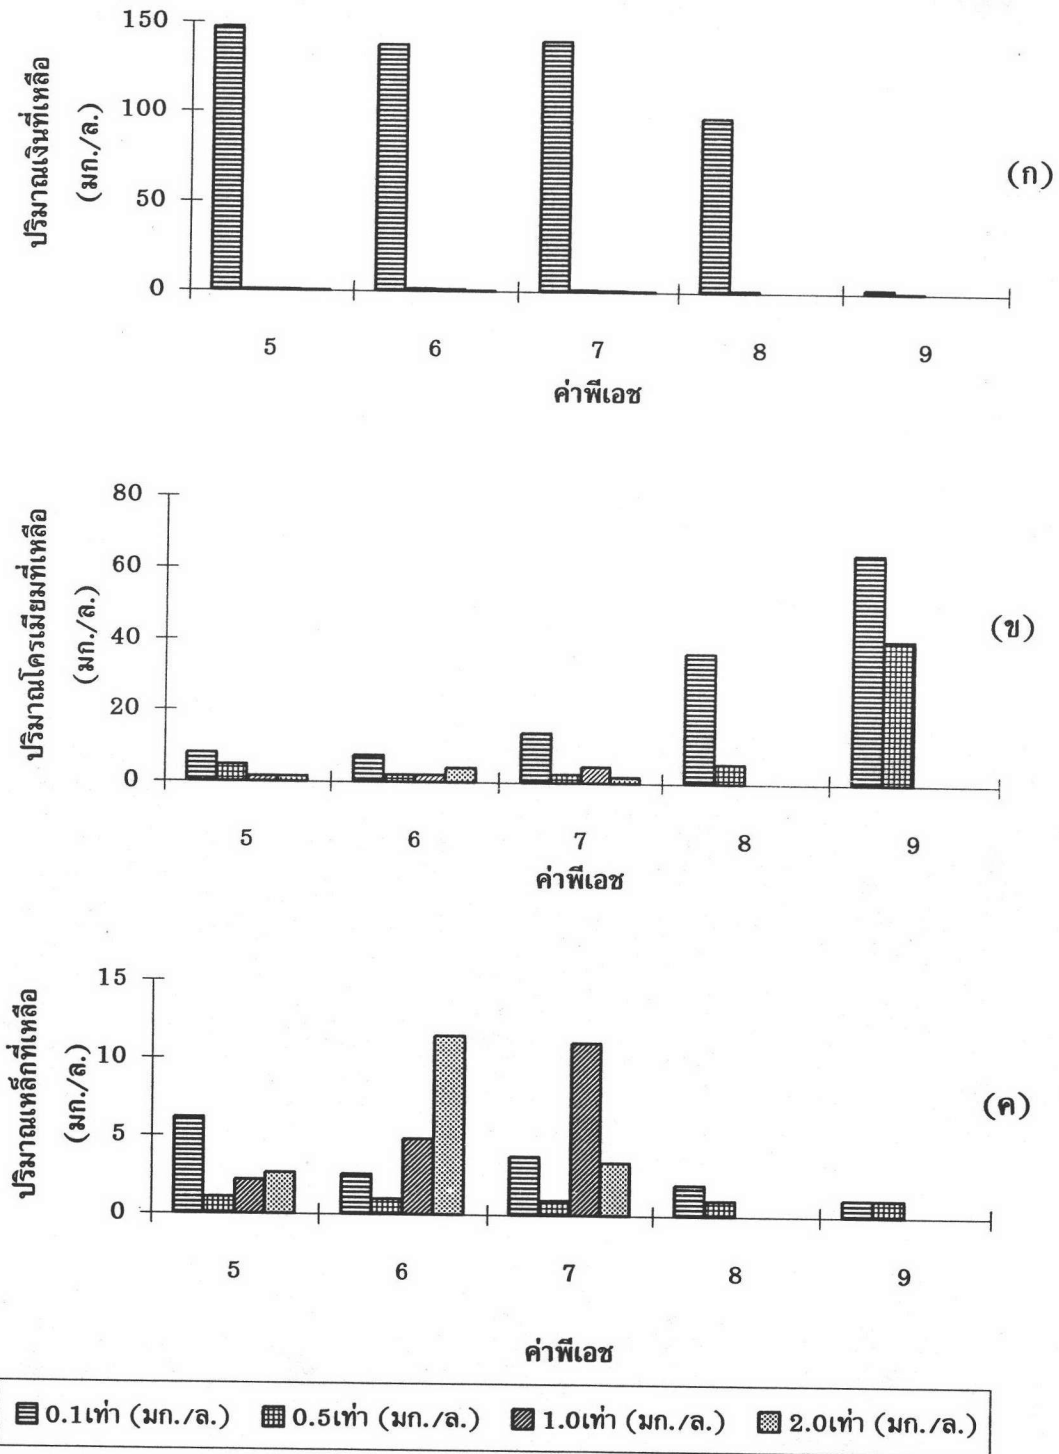 150
100
50
0
ปริมาณเงินที่เหลือ
(มก./ล.)
(ก)
5 6 7 8 9
ค่าพีเอช
80
60
40
20
0
ปริมาณโครเมียมที่เหลือ
(มก./ล.)
(ข)
5 6 7 8 9
ค่าพีเอช
15
10
5
0
ปริมาณเหล็กที่เหลือ
(มก./ล.)
(ค)
5 6 7 8 9
ค่าพีเอช
0.1เท่า (มก./ล.) 0.5เท่า (มก./ล.) 1.0เท่า (มก./ล.) 2.0เท่า (มก./ล.)